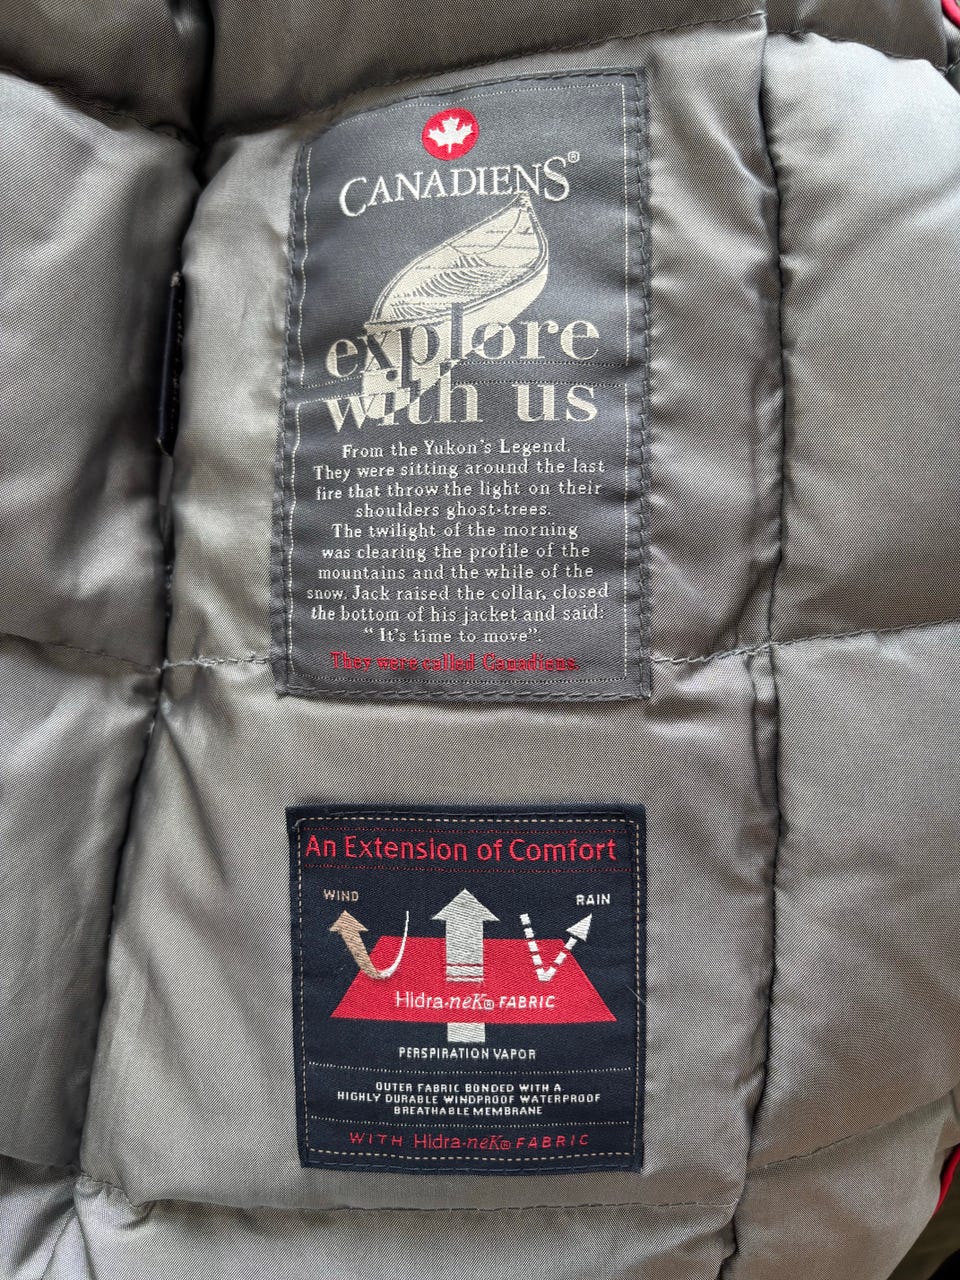 CANADIENS®
explore
with us
From the Yukon's Legend.
They were sitting around the last
fire that throw the light on their
shoulders ghost-trees.
The twilight of the morning
was clearing the profile of the
mountains and the while of the
snow. Jack raised the collar, closed
the bottom of his jacket and said:
“ It's time to move”.
They were called Canadiens.
An Extension of Comfort
WIND
RAIN
Hidra-neK® FABRIC
PERSPIRATION VAPOR
OUTER FABRIC BONDED WITH A
HIGHLY DURABLE WINDPROOF WATERPROOF
BREATHABLE MEMBRANE
WITH Hidra-neK® FABRIC